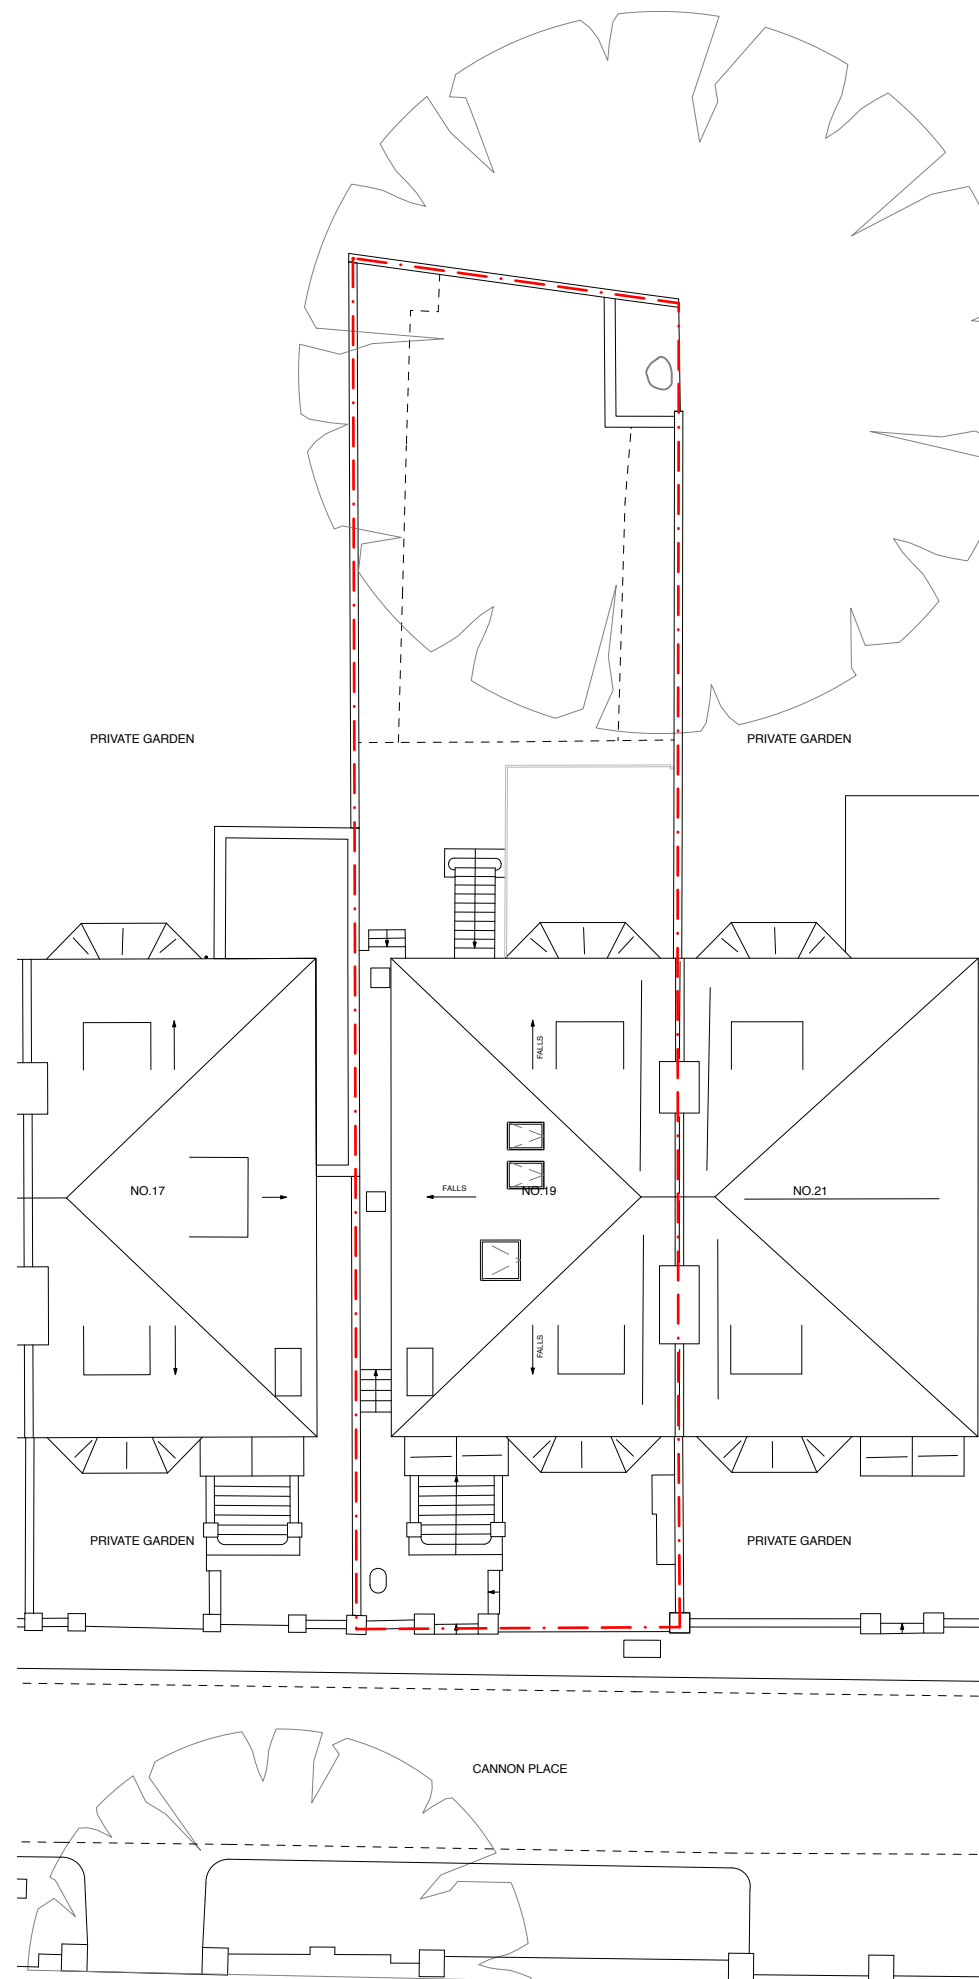 PRIVATE GARDEN
PRIVATE GARDEN
FALLS
NO.17
FALLS
NO.19
NO.21
FALLS
PRIVATE GARDEN
PRIVATE GARDEN
CANNON PLACE